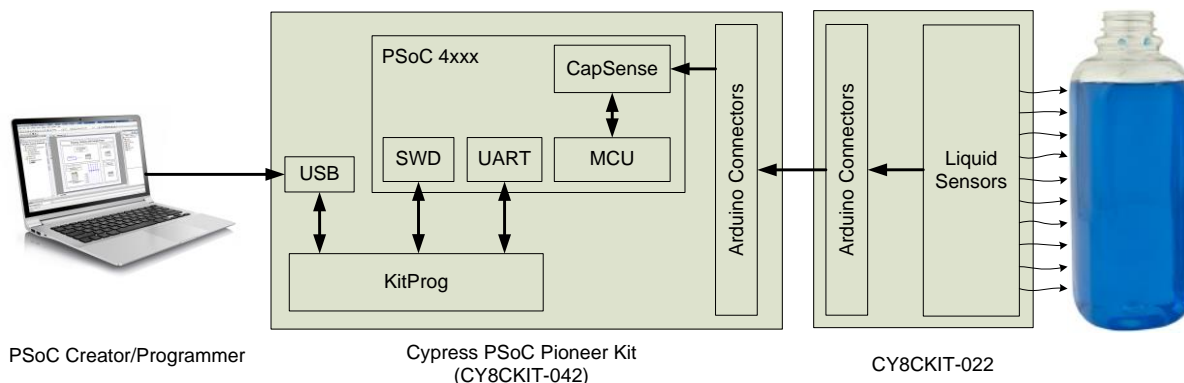 PSoC 4xxx
CapSense
SWD
UART
MCU
USB
KitProg
Arduino Connectors
Arduino Connectors
Liquid
Sensors
PSoC Creator/Programmer
Cypress PSoC Pioneer Kit
(CY8CKIT-042)
CY8CKIT-022